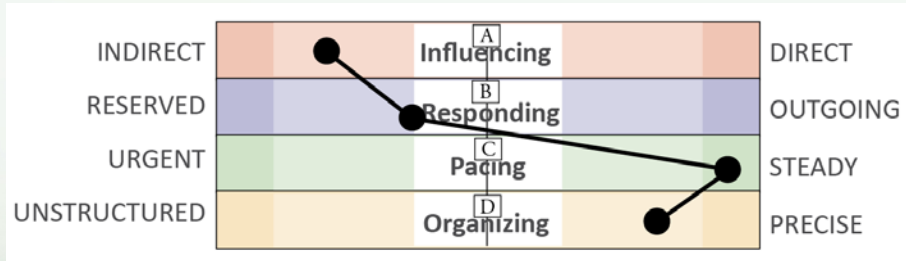 INDIRECT A Influencing DIRECT
RESERVED B Responding OUTGOING
URGENT C Pacing STEADY
UNSTRUCTURED D Organizing PRECISE